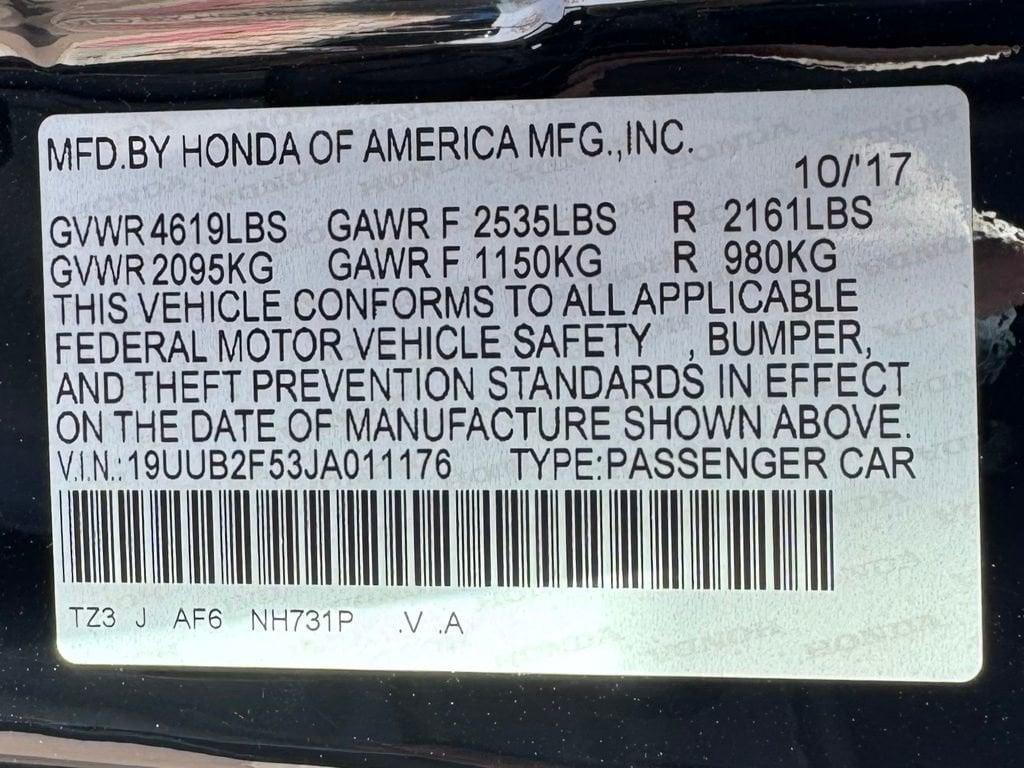 MFD.BY HONDA OF AMERICA MFG.,INC.
10/'17
GVWR 4619LBS GAWR F 2535LBS R 2161LBS
GVWR 2095KG GAWR F 1150KG R 980KG
THIS VEHICLE CONFORMS TO ALL APPLICABLE
FEDERAL MOTOR VEHICLE SAFETY , BUMPER,
AND THEFT PREVENTION STANDARDS IN EFFECT
ON THE DATE OF MANUFACTURE SHOWN ABOVE.
V.I.N.: 19UUB2F53JA011176 TYPE:PASSENGER CAR
TZ3 J AF6 NH731P .V .A